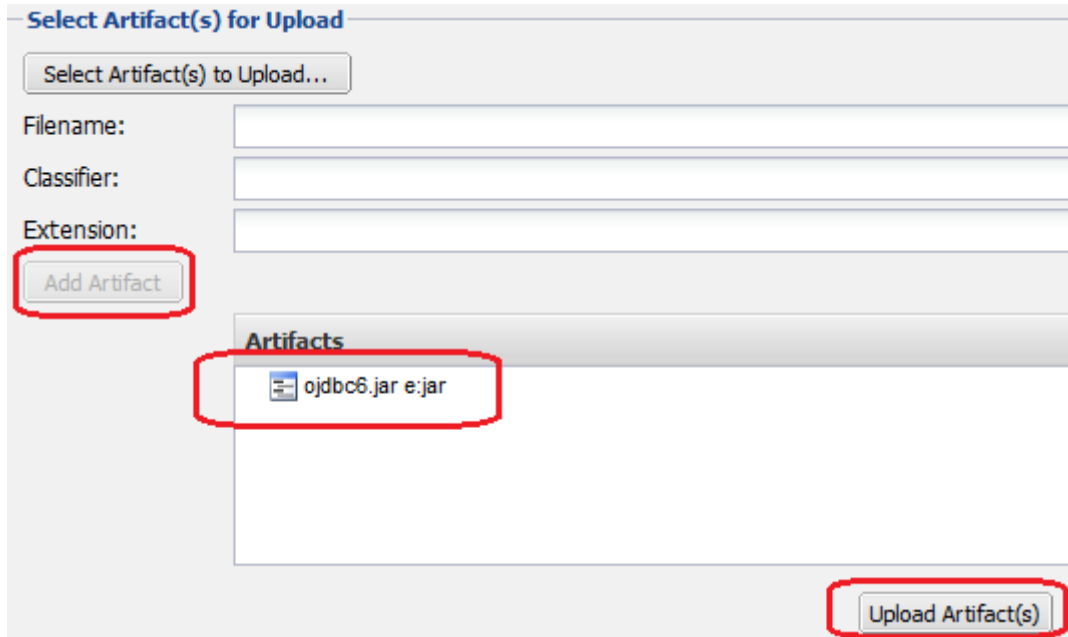 Select Artifact(s) for Upload
Select Artifact(s) to Upload...
Filename:
Classifier:
Extension:
Add Artifact
Artifacts
ojdbc6.jar e:jar
Upload Artifact(s)